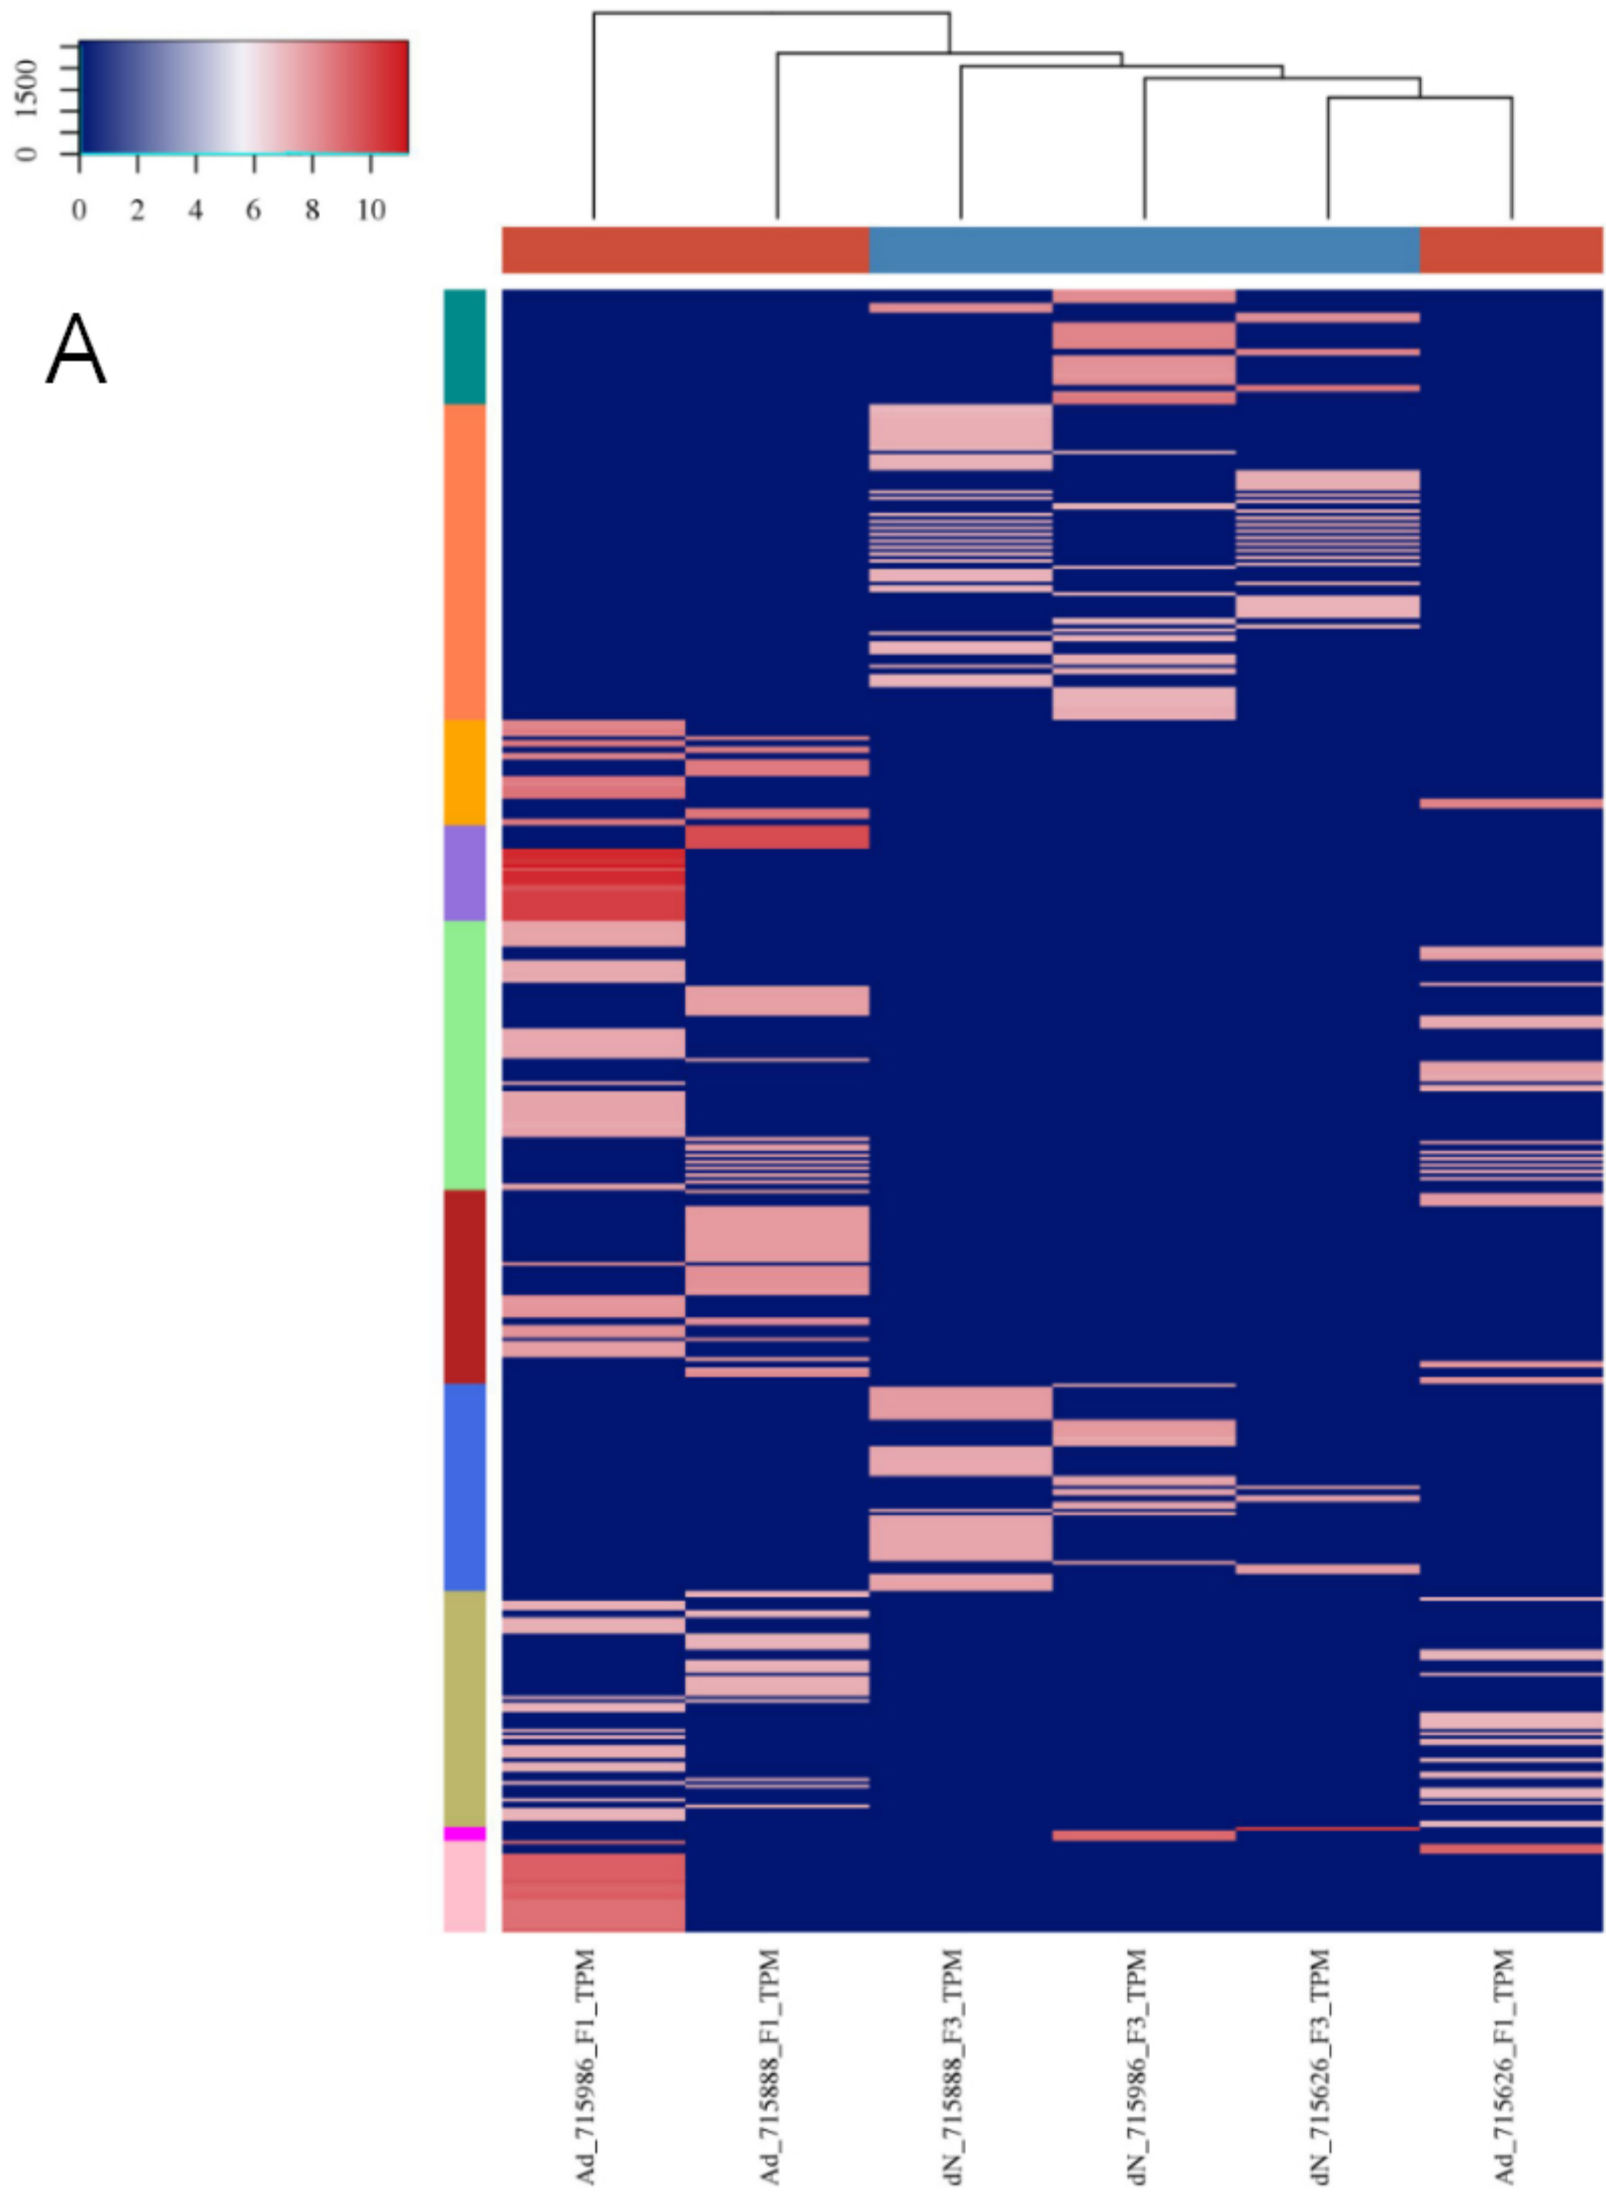 1500
0
0 2 4 6 8 10
A
Ad_715986_F1_TPM
Ad_715888_F1_TPM
dN_715888_F3_TPM
dN_715986_F3_TPM
dN_715626_F3_TPM
Ad_715626_F1_TPM